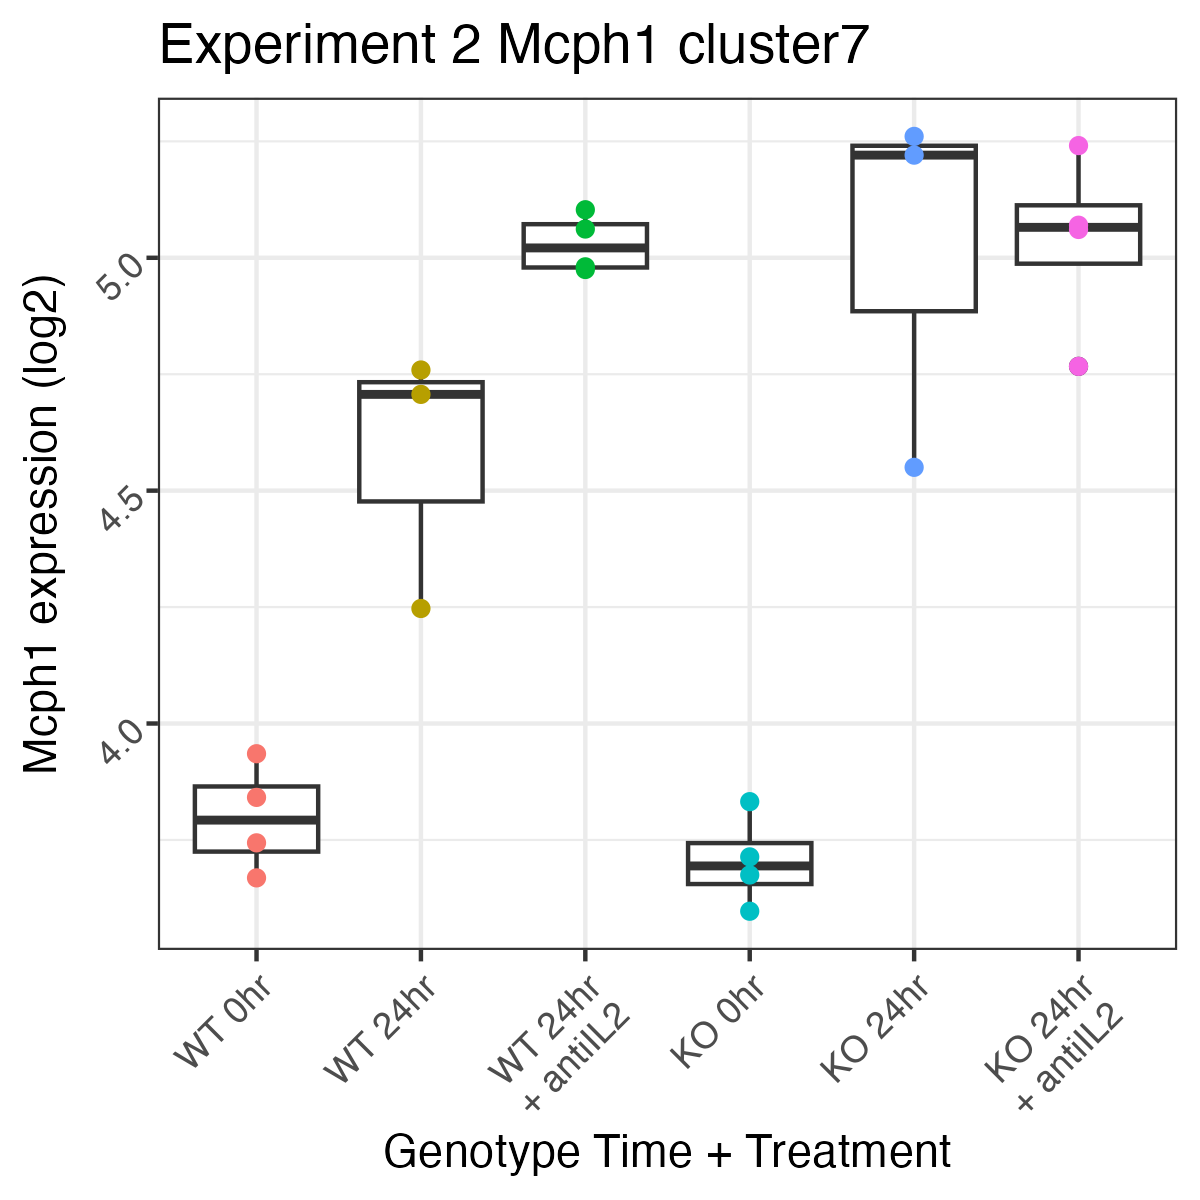 Experiment 2 Mcph1 cluster7
Mcph1 expression (log2)
5.0
4.5
4.0
WT 0hr
WT 24hr
WT 24hr
+ antiIL2
KO 0hr
KO 24hr
KO 24hr
+ antiIL2
Genotype Time + Treatment